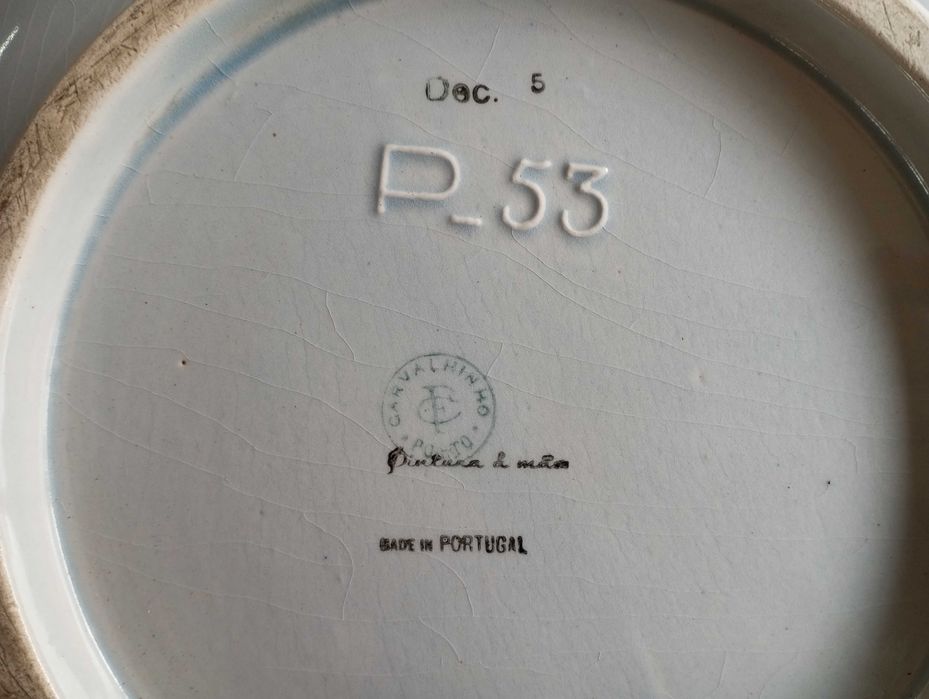 Dec. 5
P_53
CARVALHINHO
FC
PORTO
Pintura à mão
MADE IN PORTUGAL